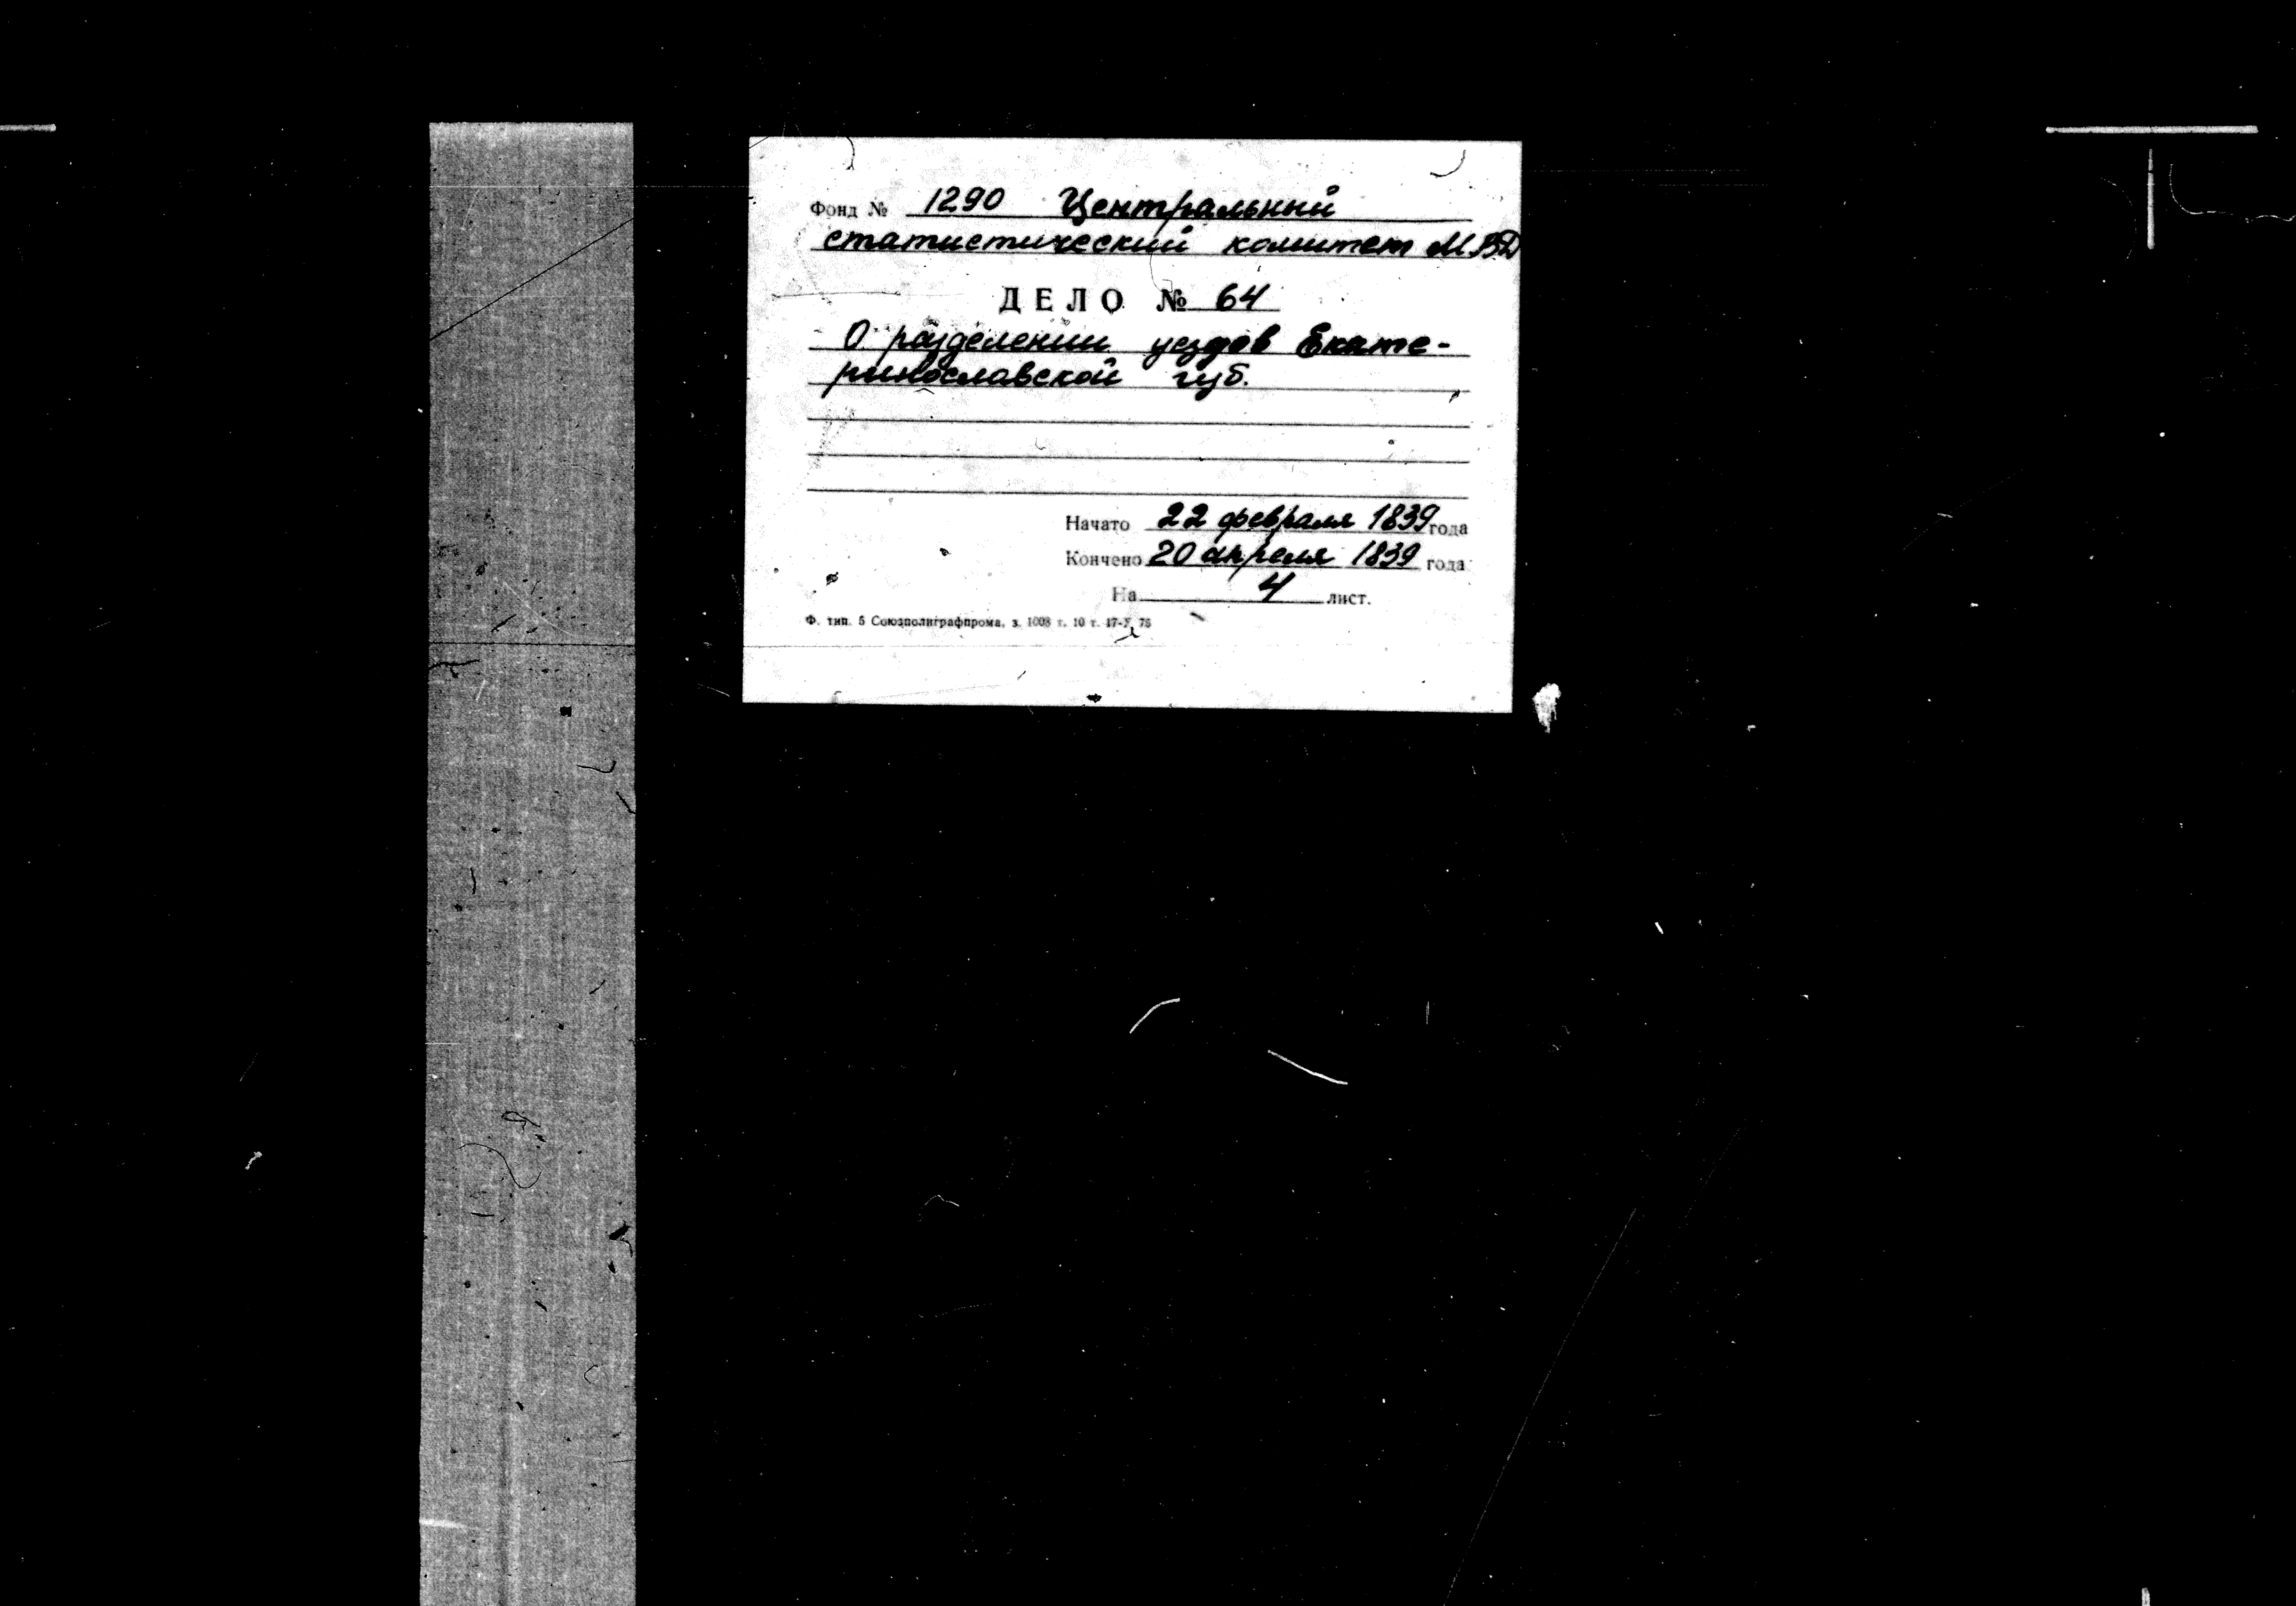 Фонд № 1290 Центральный
статистический комитет МВД
ДЕЛО № 64
О разделении уездов Екате-
ринославской губ.
Начато 22 февраля 1839 года
Кончено 20 апреля 1839 года
На 4 лист.
Ф. тип. 5 Союзполиграфпрома, з. 1008 т. 10 т. 75